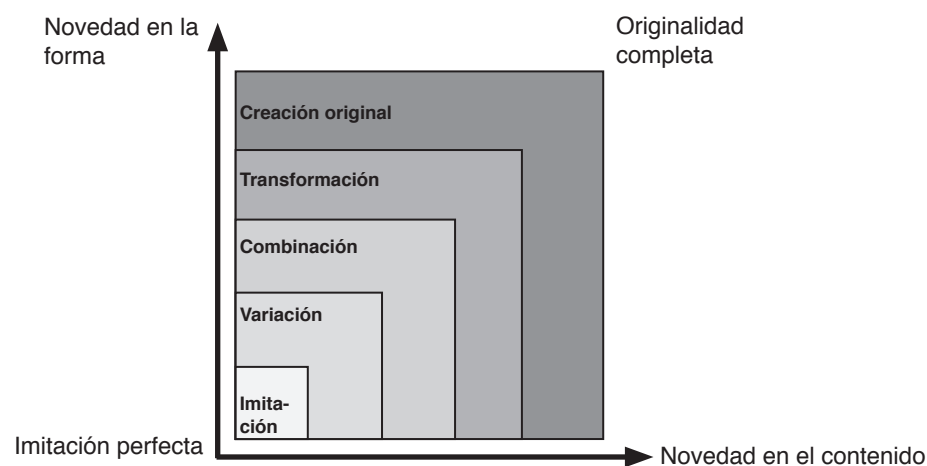 Novedad en la
forma
Originalidad
completa
Creación original
Transformación
Combinación
Variación
Imita-
ción
Imitación perfecta
Novedad en el contenido